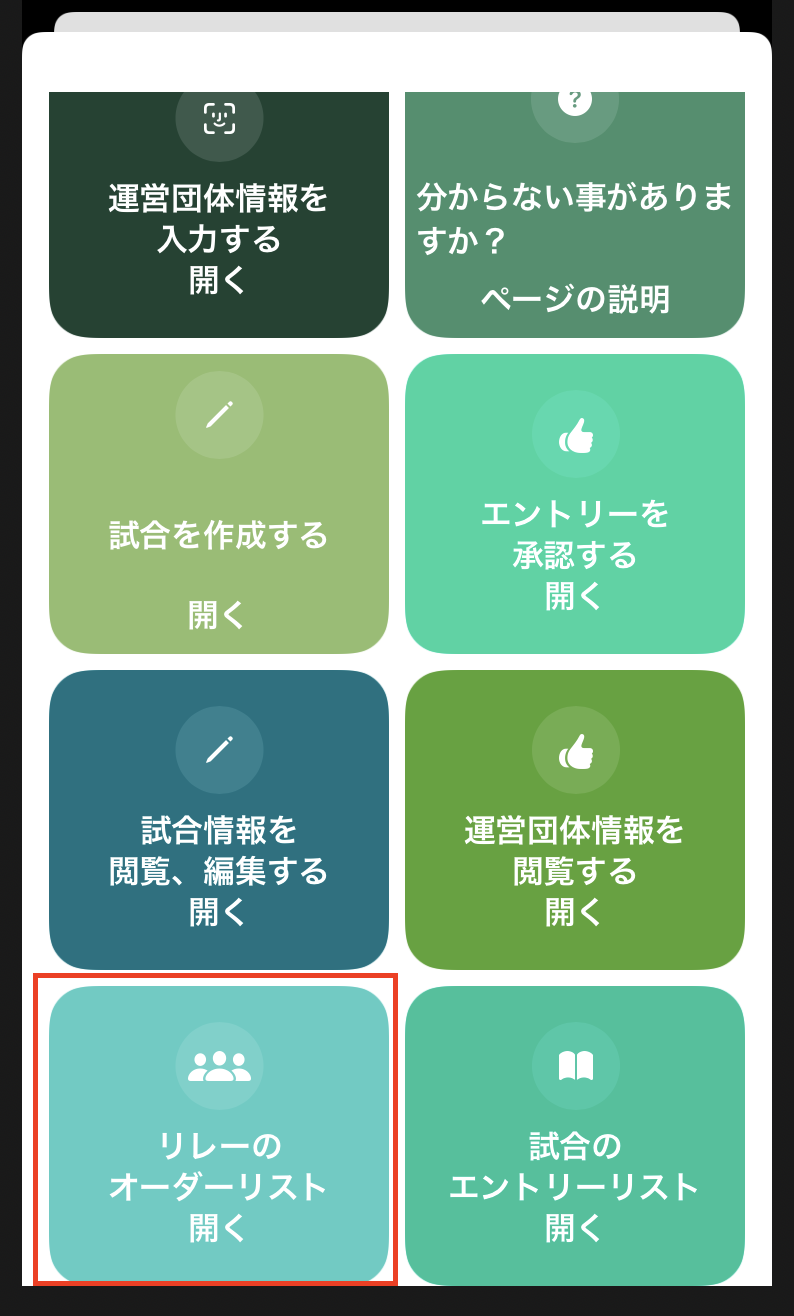 運営団体情報を
入力する
開く
分からない事がありま
すか？
ページの説明
試合を作成する
開く
エントリーを
承認する
開く
試合情報を
閲覧、編集する
開く
運営団体情報を
閲覧する
開く
リレーの
オーダーリスト
開く
試合の
エントリーリスト
開く